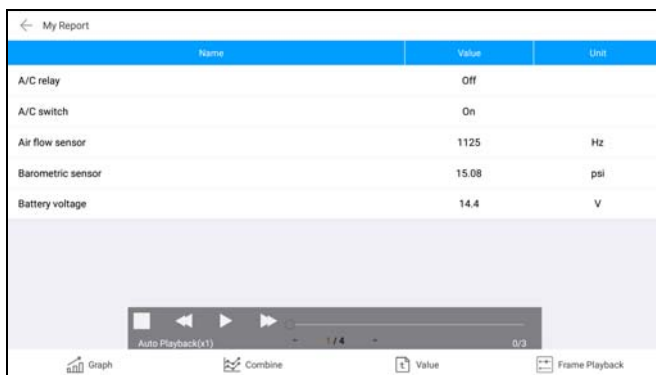 My Report
Name Value Unit
A/C relay Off
A/C switch On
Air flow sensor 1125 Hz
Barometric sensor 15.08 psi
Battery voltage 14.4 V
Auto Playback(x1) - 1/4 - 0/3
Graph Combine Value Frame Playback